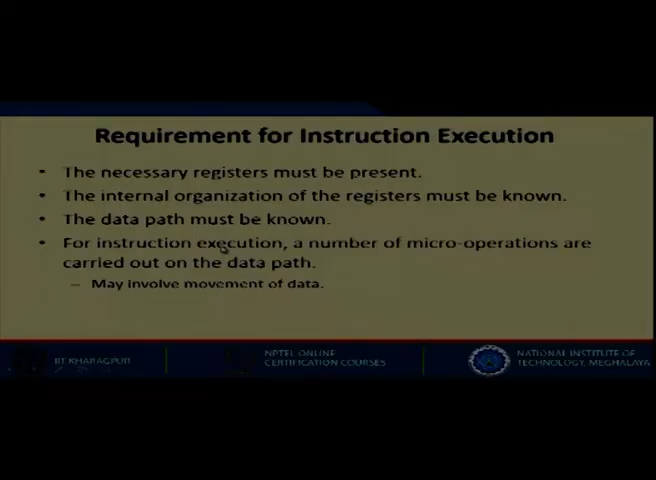 Requirement for Instruction Execution
• The necessary registers must be present.
• The internal organization of the registers must be known.
• The data path must be known.
• For instruction execution, a number of micro-operations are
carried out on the data path.
– May involve movement of data.
IIT KHARAGPUR
NPTEL ONLINE
CERTIFICATION COURSES
NATIONAL INSTITUTE OF
TECHNOLOGY, MEGHALAYA